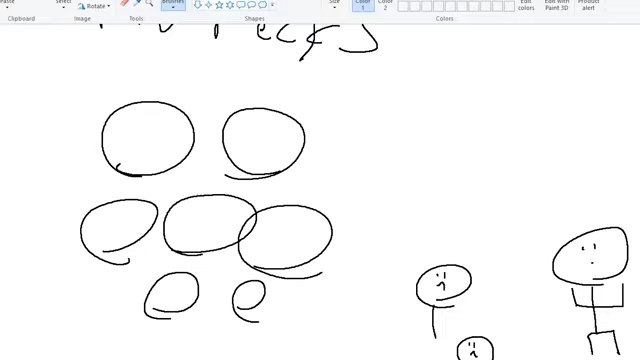 Paste
Select
Rotate
Brushes
Size
Color 1
Color 2
Edit colors
Edit with Paint 3D
Product alert
Clipboard
Image
Tools
Shapes
Colors